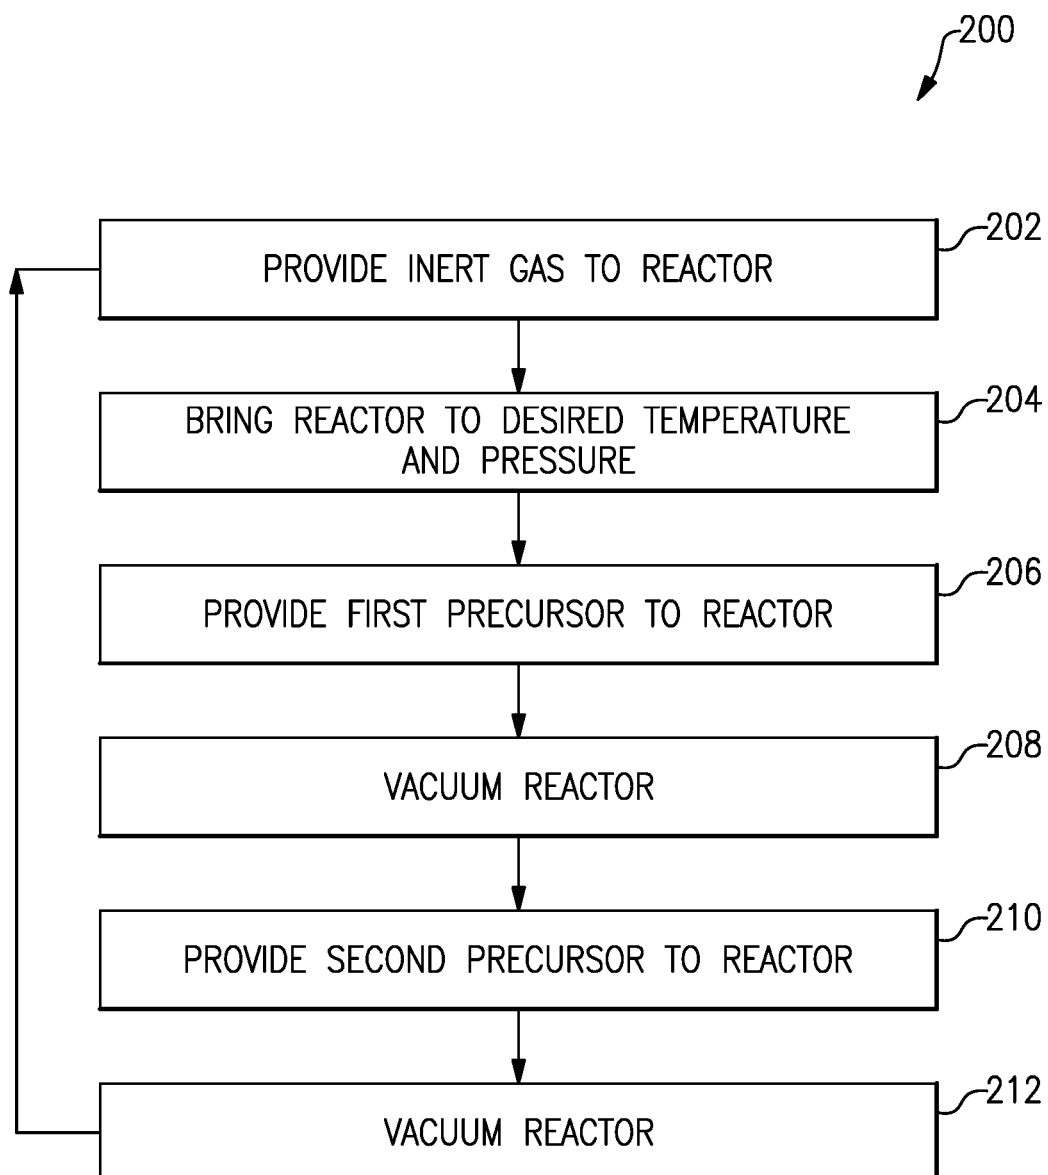 200
PROVIDE INERT GAS TO REACTOR
202
BRING REACTOR TO DESIRED TEMPERATURE
AND PRESSURE
204
PROVIDE FIRST PRECURSOR TO REACTOR
206
VACUUM REACTOR
208
PROVIDE SECOND PRECURSOR TO REACTOR
210
VACUUM REACTOR
212